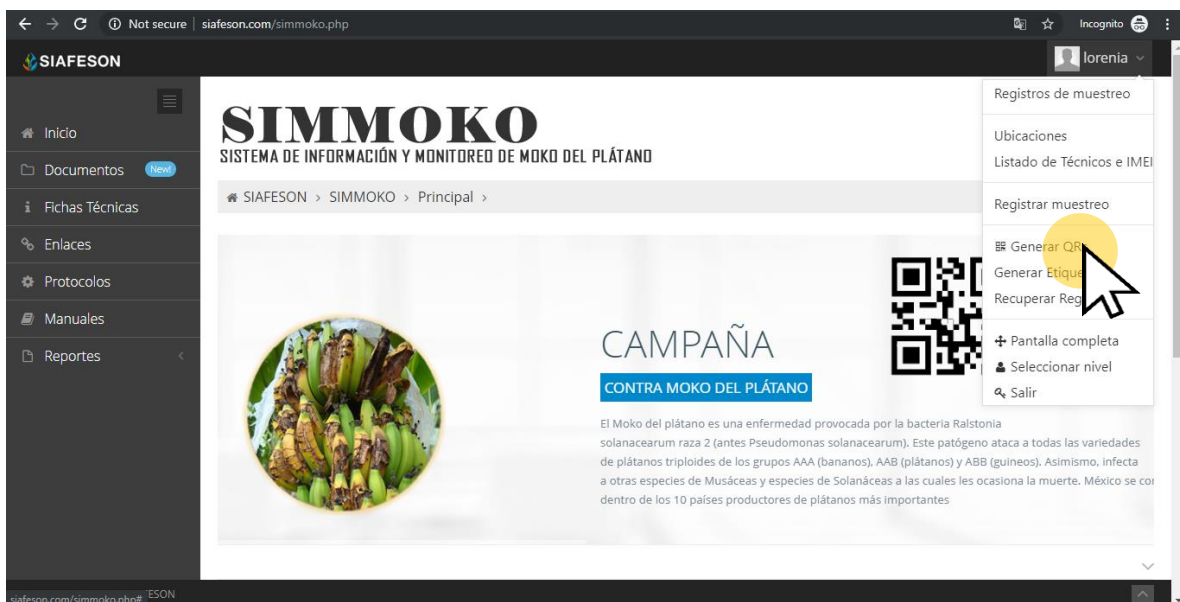 Not secure | siafeson.com/simmoko.php
Incognito
SIAFESON
lorenia
Inicio
Documentos New!
Fichas Técnicas
Enlaces
Protocolos
Manuales
Reportes
SIMMOKO
SISTEMA DE INFORMACIÓN Y MONITOREO DE MOKO DEL PLÁTANO
SIAFESON > SIMMOKO > Principal >
Registros de muestreo
Ubicaciones
Listado de Técnicos e IMEI
Registrar muestreo
Generar QR
Generar Etique
Recuperar Reg
Pantalla completa
Seleccionar nivel
Salir
CAMPAÑA
CONTRA MOKO DEL PLÁTANO
El Moko del plátano es una enfermedad provocada por la bacteria Ralstonia
solanacearum raza 2 (antes Pseudomonas solanacearum). Este patógeno ataca a todas las variedades
de plátanos triploides de los grupos AAA (bananos), AAB (plátanos) y ABB (guineos). Asimismo, infecta
a otras especies de Musáceas y especies de Solanáceas a las cuales les ocasiona la muerte. México se con
dentro de los 10 países productores de plátanos más importantes
siafeson.com/simmoko.php# ESON